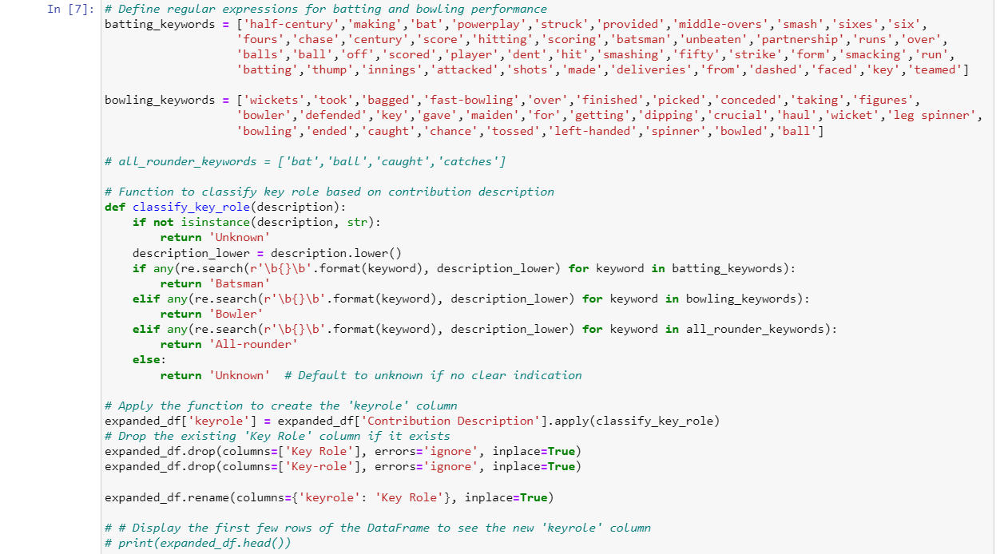 In [7]: # Define regular expressions for batting and bowling performance
batting_keywords = ['half-century','making','bat','powerplay','struck','provided','middle-overs','smash','sixes','six',
                   'fours','chase','century','score','hitting','scoring','batsman','unbeaten','partnership','runs','over',
                   'balls','ball','off','scored','player','dent','hit','smashing','fifty','strike','form','smacking','run',
                   'batting','thump','innings','attacked','shots','made','deliveries','from','dashed','faced','key','teamed']

bowling_keywords = ['wickets','took','bagged','fast-bowling','over','finished','picked','conceded','taking','figures',
                   'bowler','defended','key','gave','maiden','for','getting','dipping','crucial','haul','wicket','leg spinner',
                   'bowling','ended','caught','chance','tossed','left-handed','spinner','bowled','ball']

# all_rounder_keywords = ['bat','ball','caught','catches']

# Function to classify key role based on contribution description
def classify_key_role(description):
    if not isinstance(description, str):
        return 'Unknown'
    description_lower = description.lower()
    if any(re.search(r'\b{}\b'.format(keyword), description_lower) for keyword in batting_keywords):
        return 'Batsman'
    elif any(re.search(r'\b{}\b'.format(keyword), description_lower) for keyword in bowling_keywords):
        return 'Bowler'
    elif any(re.search(r'\b{}\b'.format(keyword), description_lower) for keyword in all_rounder_keywords):
        return 'All-rounder'
    else:
        return 'Unknown'  # Default to unknown if no clear indication

# Apply the function to create the 'keyrole' column
expanded_df['keyrole'] = expanded_df['Contribution Description'].apply(classify_key_role)
# Drop the existing 'Key Role' column if it exists
expanded_df.drop(columns=['Key Role'], errors='ignore', inplace=True)
expanded_df.drop(columns=['Key-role'], errors='ignore', inplace=True)

expanded_df.rename(columns={'keyrole': 'Key Role'}, inplace=True)

# # Display the first few rows of the DataFrame to see the new 'keyrole' column
# print(expanded_df.head())